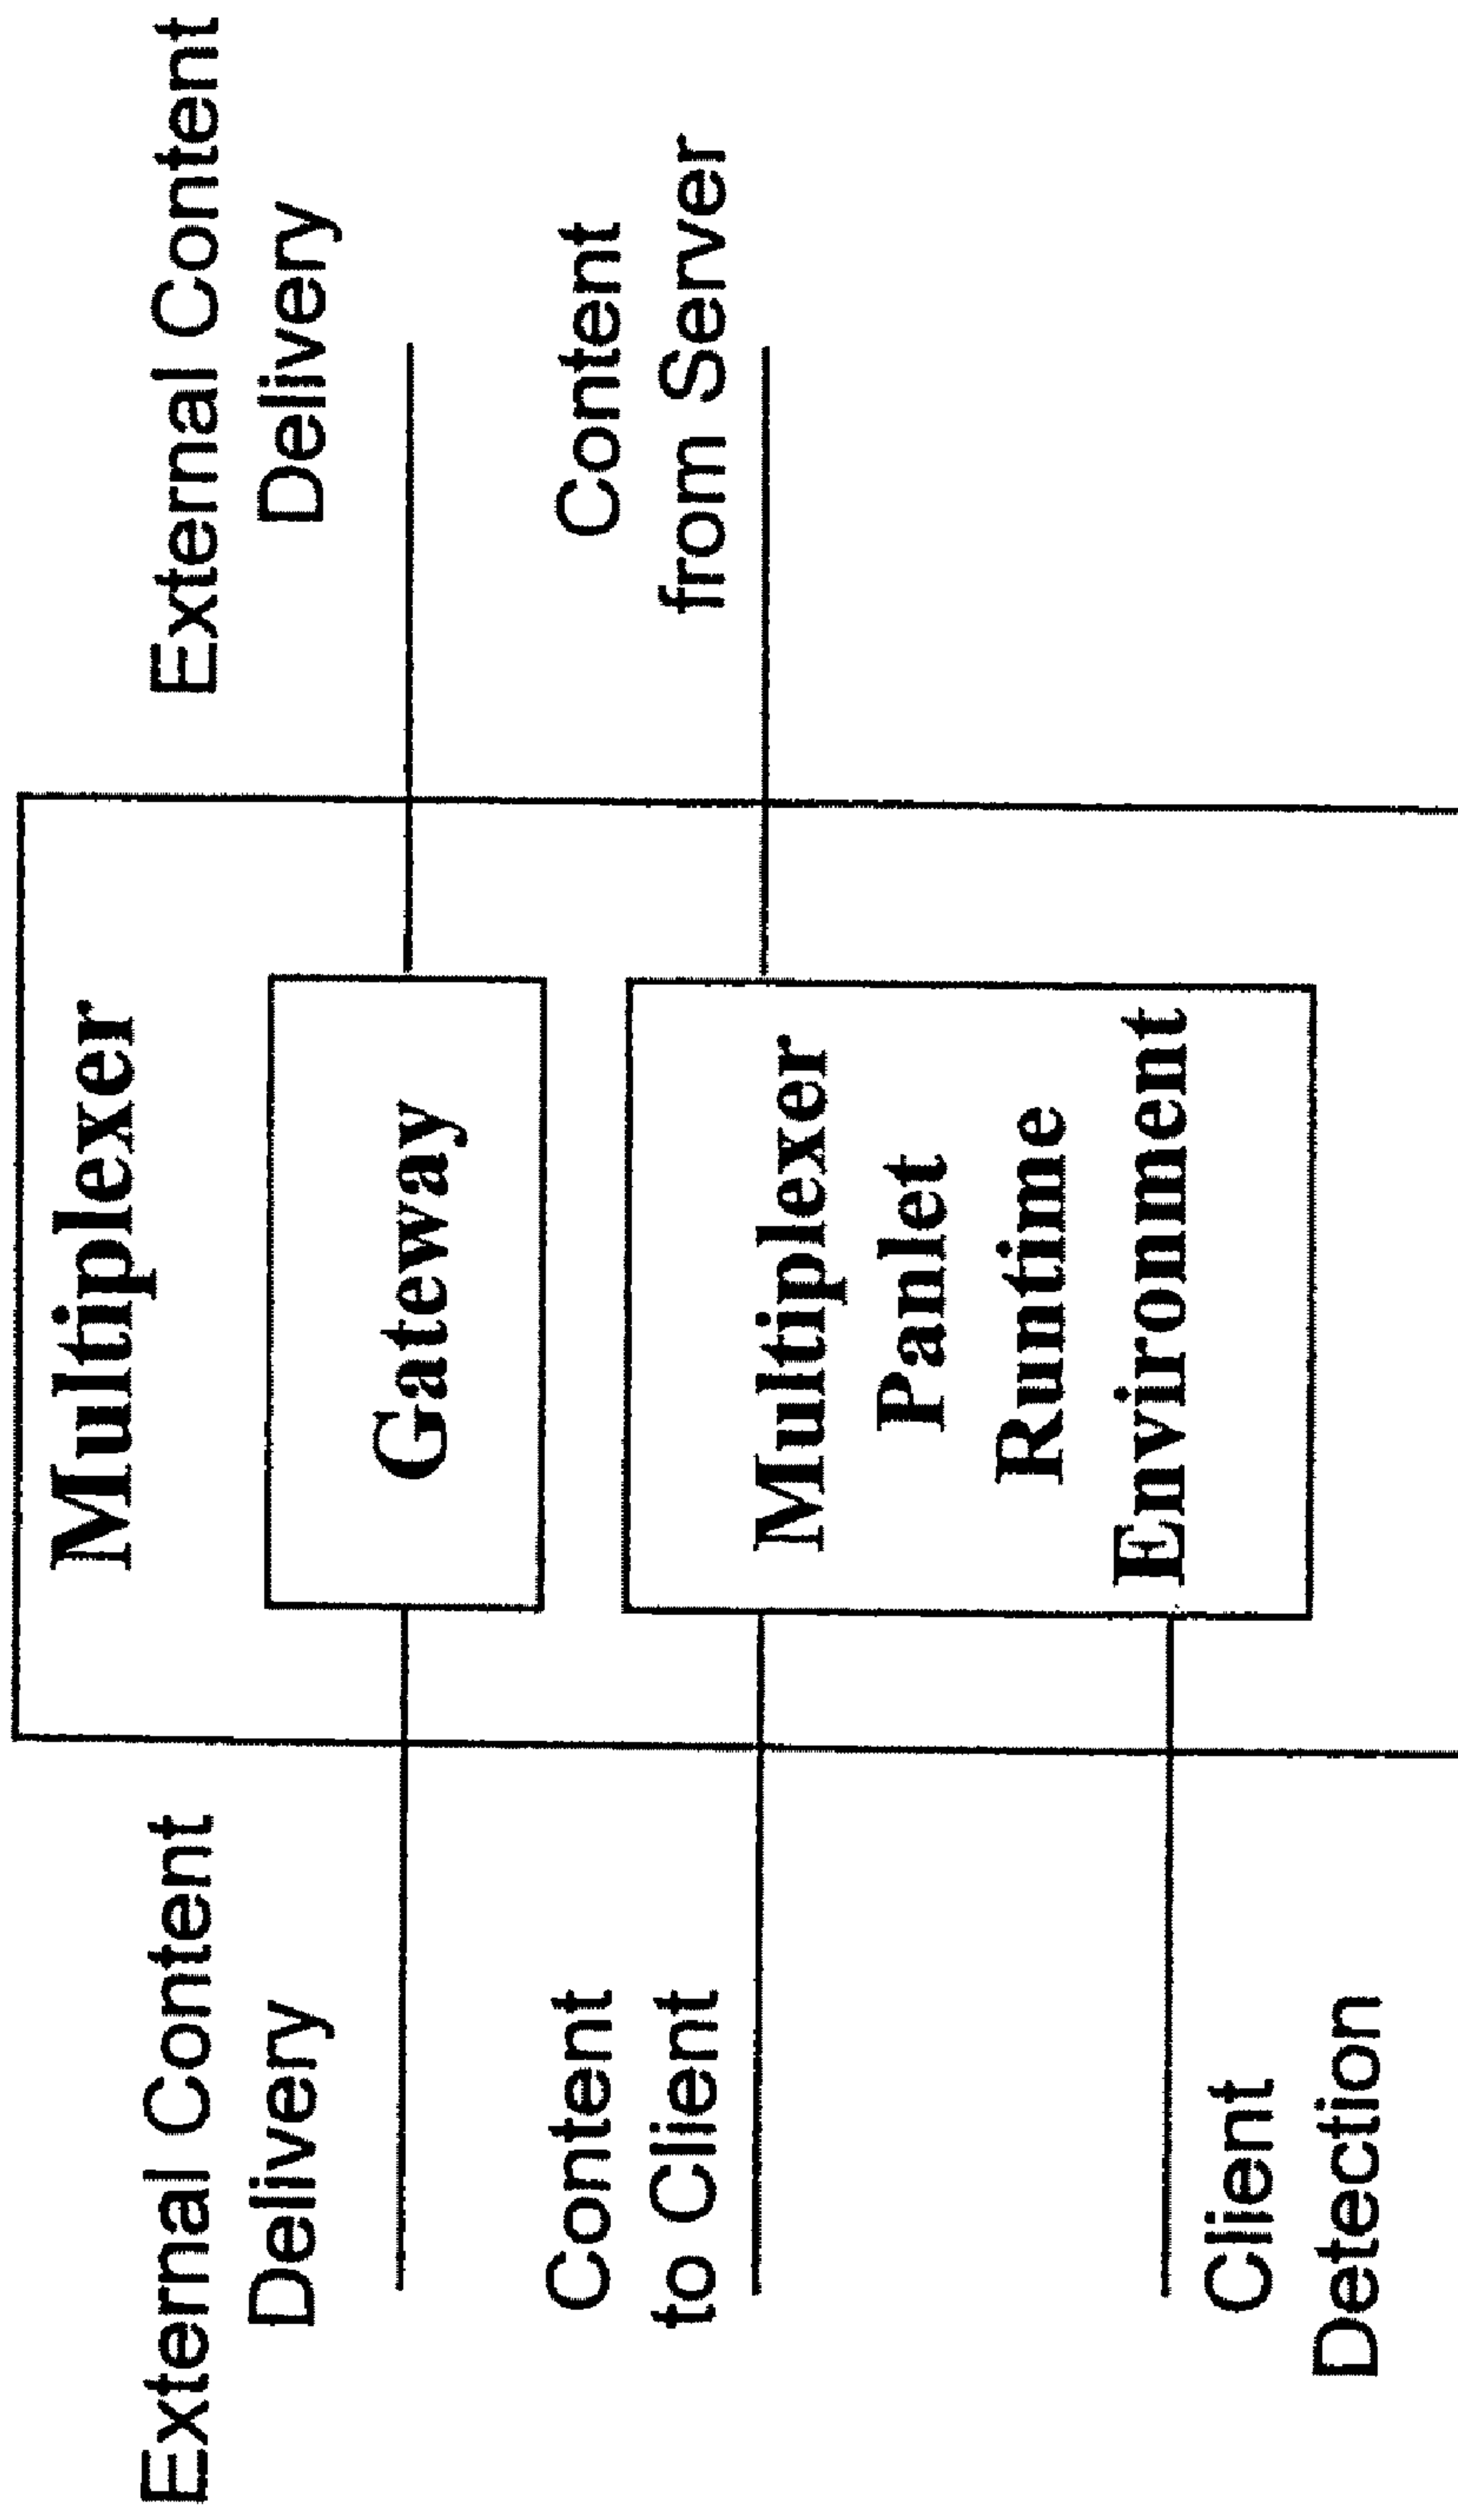 Multiplexer
External Content
Delivery
Gateway
External Content
Delivery
Content
to Client
Multiplexer
Panlet
Runtime
Environment
Content
from Server
Client
Detection